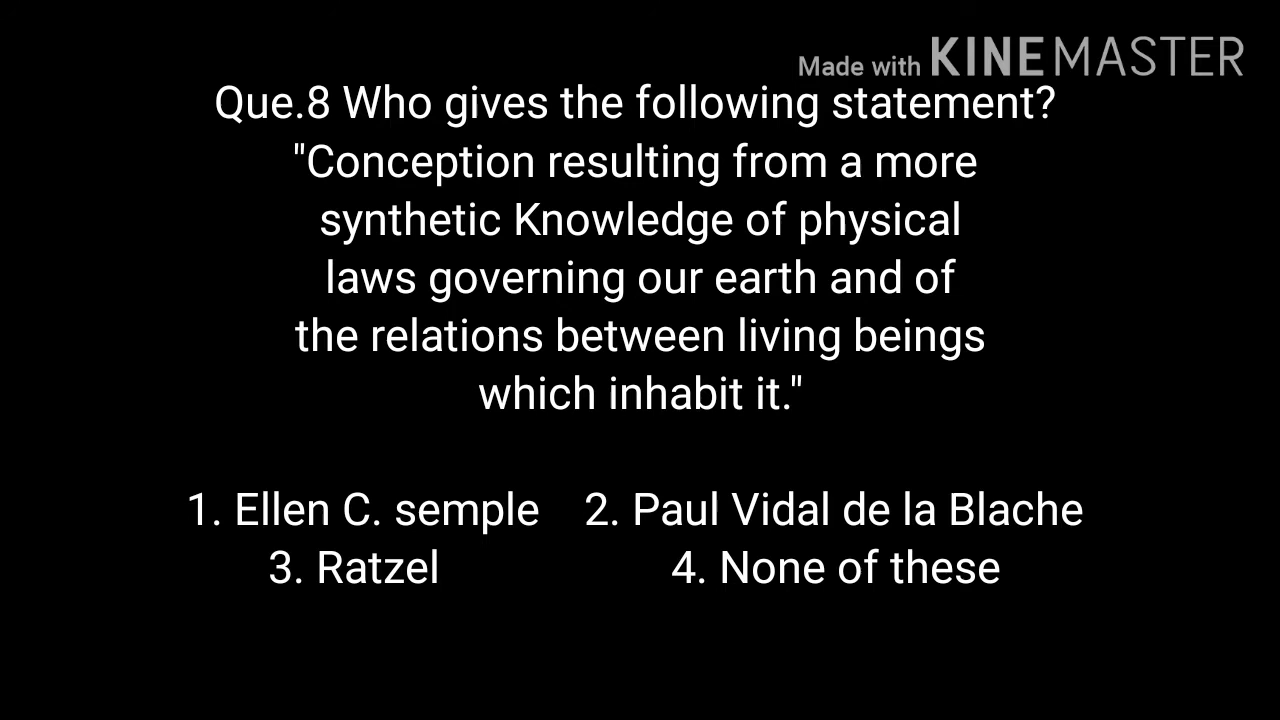 Made with KINEMASTER
Que.8 Who gives the following statement?
"Conception resulting from a more
synthetic Knowledge of physical
laws governing our earth and of
the relations between living beings
which inhabit it."
1. Ellen C. semple 2. Paul Vidal de la Blache
3. Ratzel 4. None of these